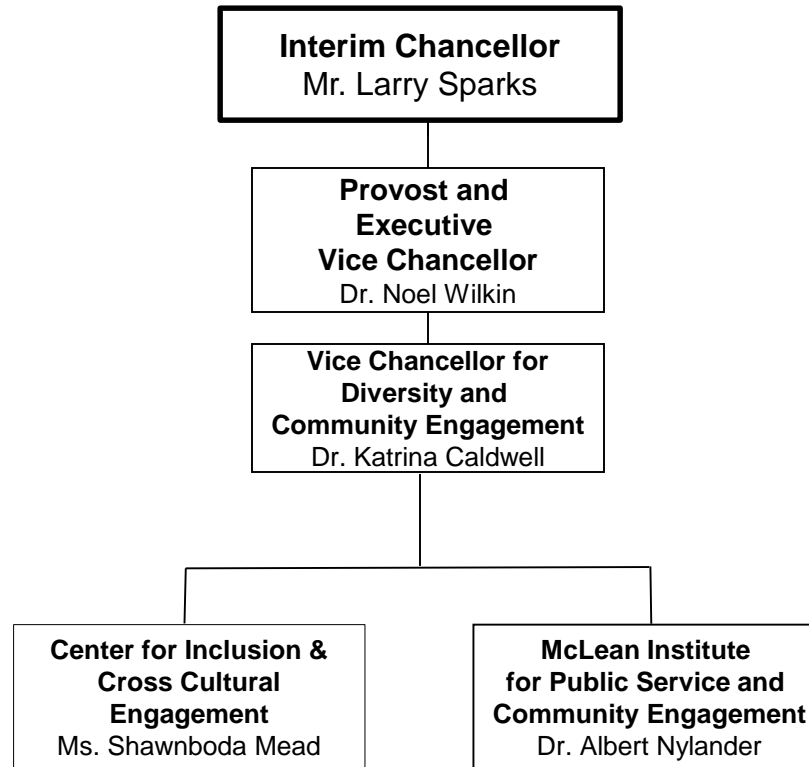 Interim Chancellor
Mr. Larry Sparks
Provost and
Executive
Vice Chancellor
Dr. Noel Wilkin
Vice Chancellor for
Diversity and
Community Engagement
Dr. Katrina Caldwell
Center for Inclusion &
Cross Cultural
Engagement
Ms. Shawnboda Mead
McLean Institute
for Public Service and
Community Engagement
Dr. Albert Nylander